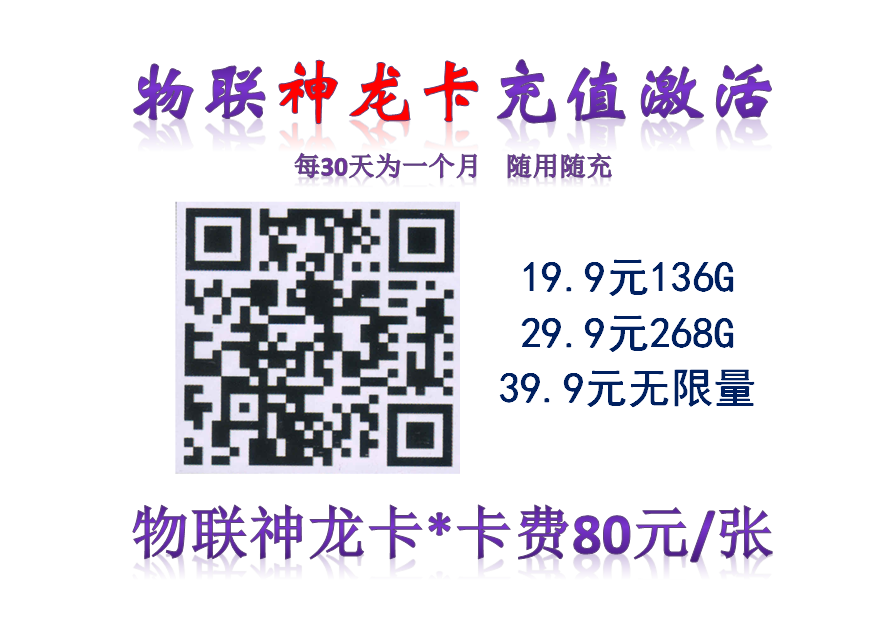 物联神龙卡充值激活
每30天为一个月 随用随充
19.9元136G
29.9元268G
39.9元无限量
物联神龙卡*卡费80元/张